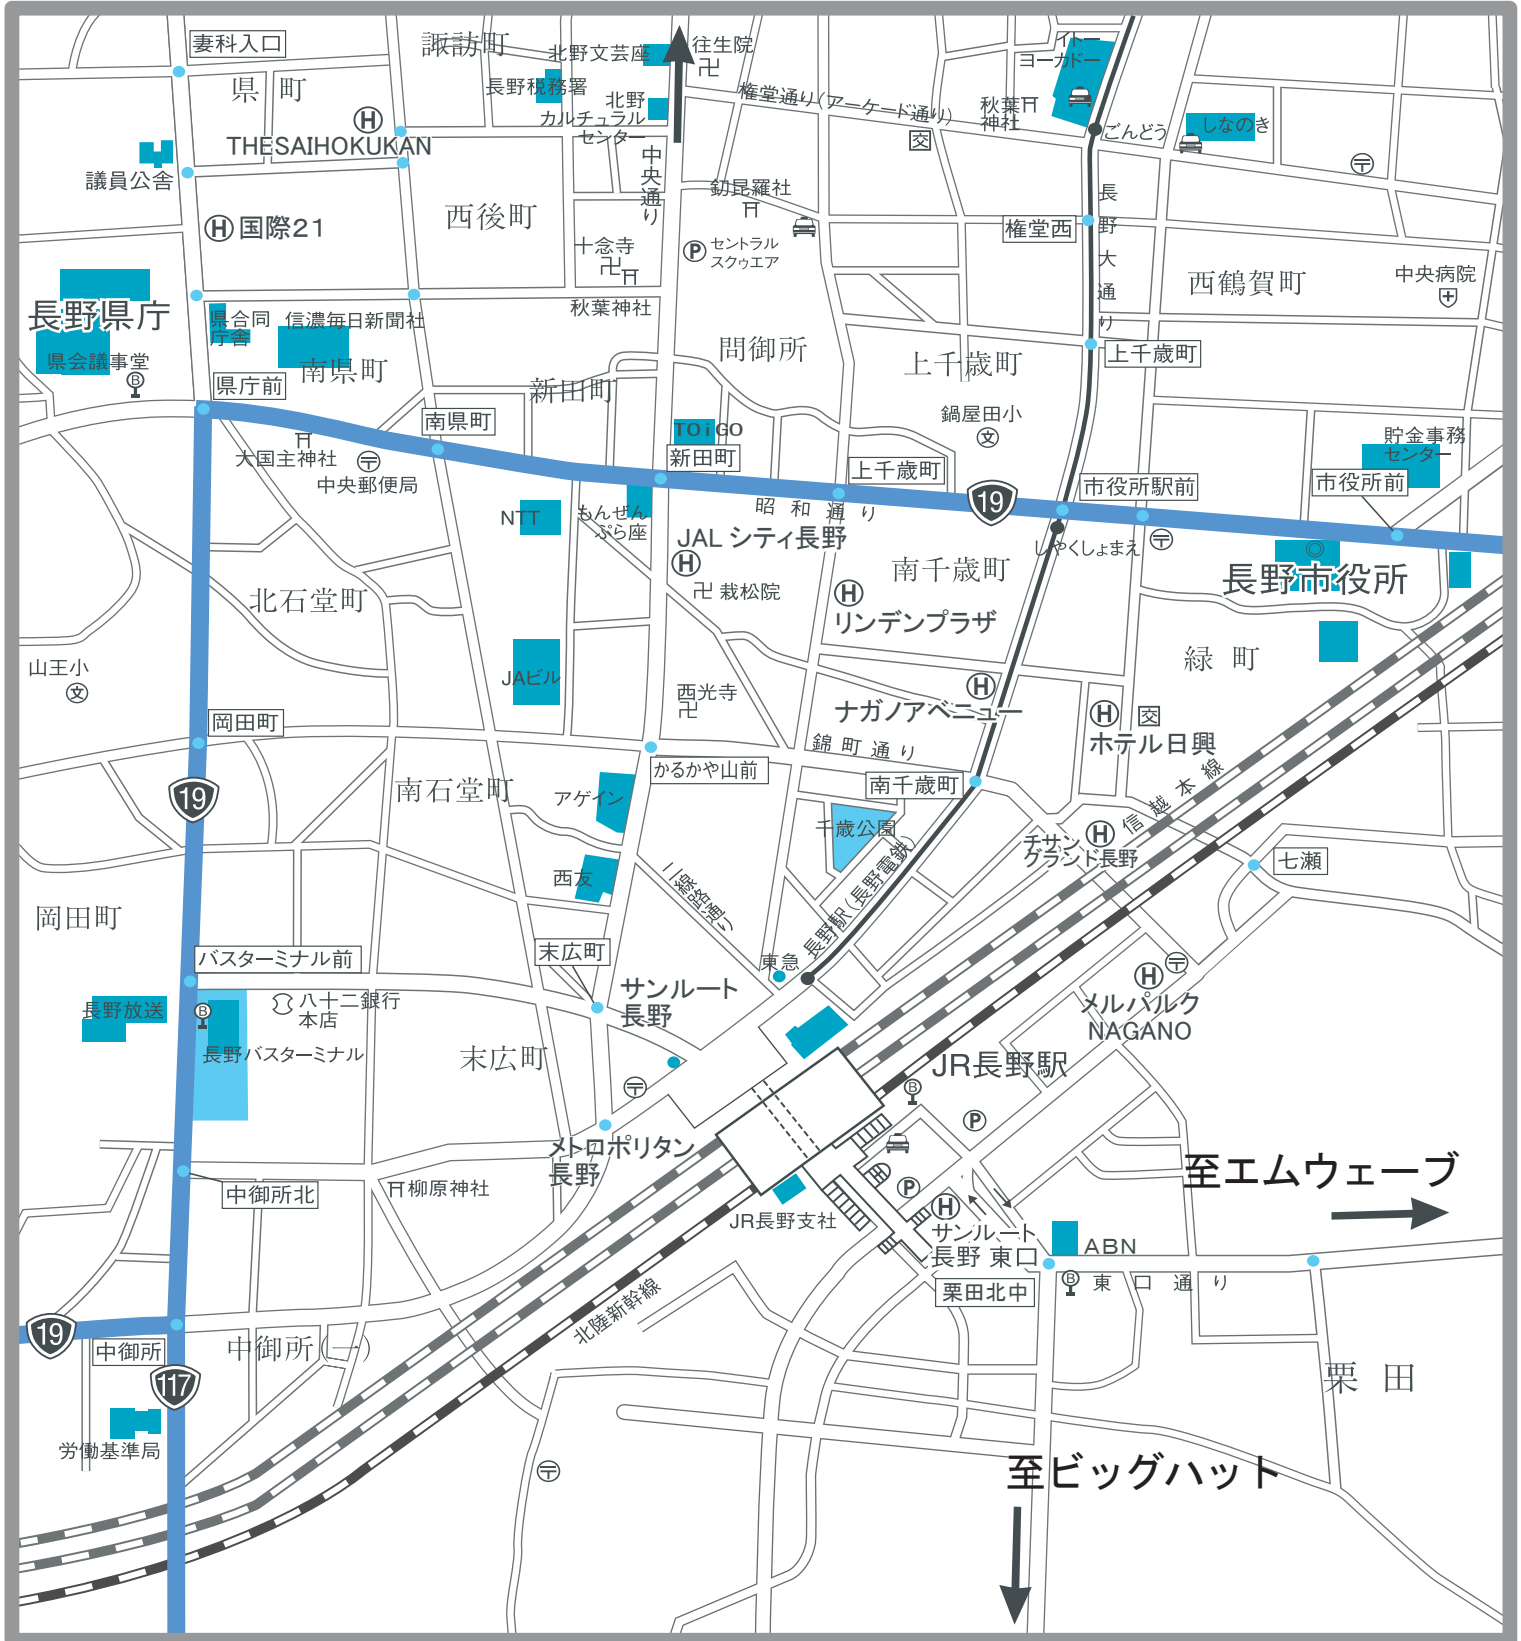 妻科入口
諏訪町
北野文芸座
往生院
イトー
ヨーカドー
県町
長野税務署
北野
カルチュラル
センター
権堂通り(アーケード通り)
秋葉
神社
交
ごんどう
しなのき
H
THESAIHOKUKAN
議員公舎
中央通り
釖昆羅社
長野大通り
西後町
H 国際21
権堂西
十念寺
P セントラル
スクゥエア
西鶴賀町
中央病院
長野県庁
県合同
庁舎
信濃毎日新聞社
秋葉神社
問御所
上千歳町
上千歳町
県会議事堂
B
南県町
新田町
県庁前
南県町
鍋屋田小
文
TOiGO
新田町
上千歳町
貯金事務
センター
大国主神社
中央郵便局
市役所駅前
市役所前
19
昭和通り
NTT
もんぜん
ぷら座
JAL シティ長野
H
しやくしょまえ
南千歳町
長野市役所
北石堂町
栽松院
H
リンデンプラザ
緑町
山王小
文
JAビル
西光寺
H
ナガノアベニュー
H
交
ホテル日興
岡田町
錦町通り
かるかや山前
南千歳町
信越本線
19
南石堂町
アゲイン
千歳公園
チサン
グランド長野
H
七瀬
西友
二線路通り
長野駅(長野電鉄)
岡田町
バスターミナル前
末広町
東急
サンルート
長野
H
メルパルク
NAGANO
長野放送
B
八十二銀行
本店
長野バスターミナル
末広町
JR長野駅
B
P
メトロポリタン
長野
至エムウェーブ
中御所北
柳原神社
P
JR長野支社
H
サンルート
長野 東口
ABN
B
東口通り
栗田北中
北陸新幹線
19
中御所
中御所(一)
117
栗田
労働基準局
至ビッグハット